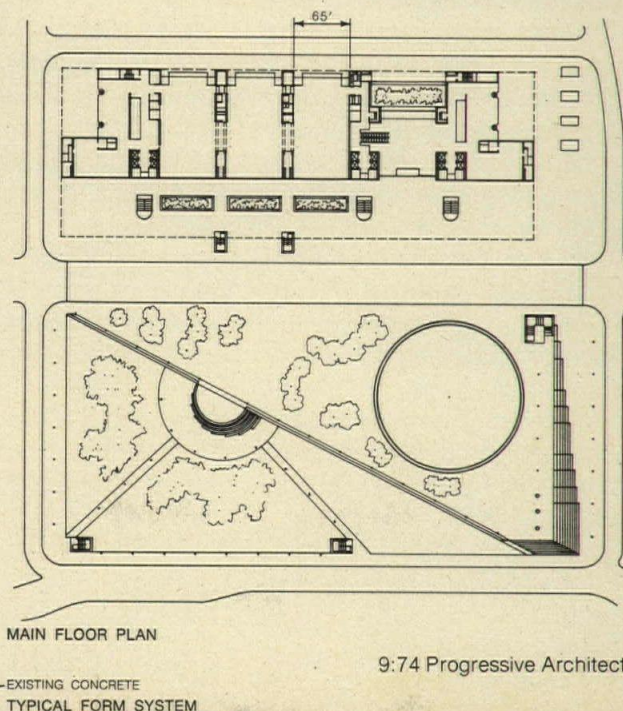 65'
MAIN FLOOR PLAN
9:74 Progressive Architect
EXISTING CONCRETE
TYPICAL FORM SYSTEM